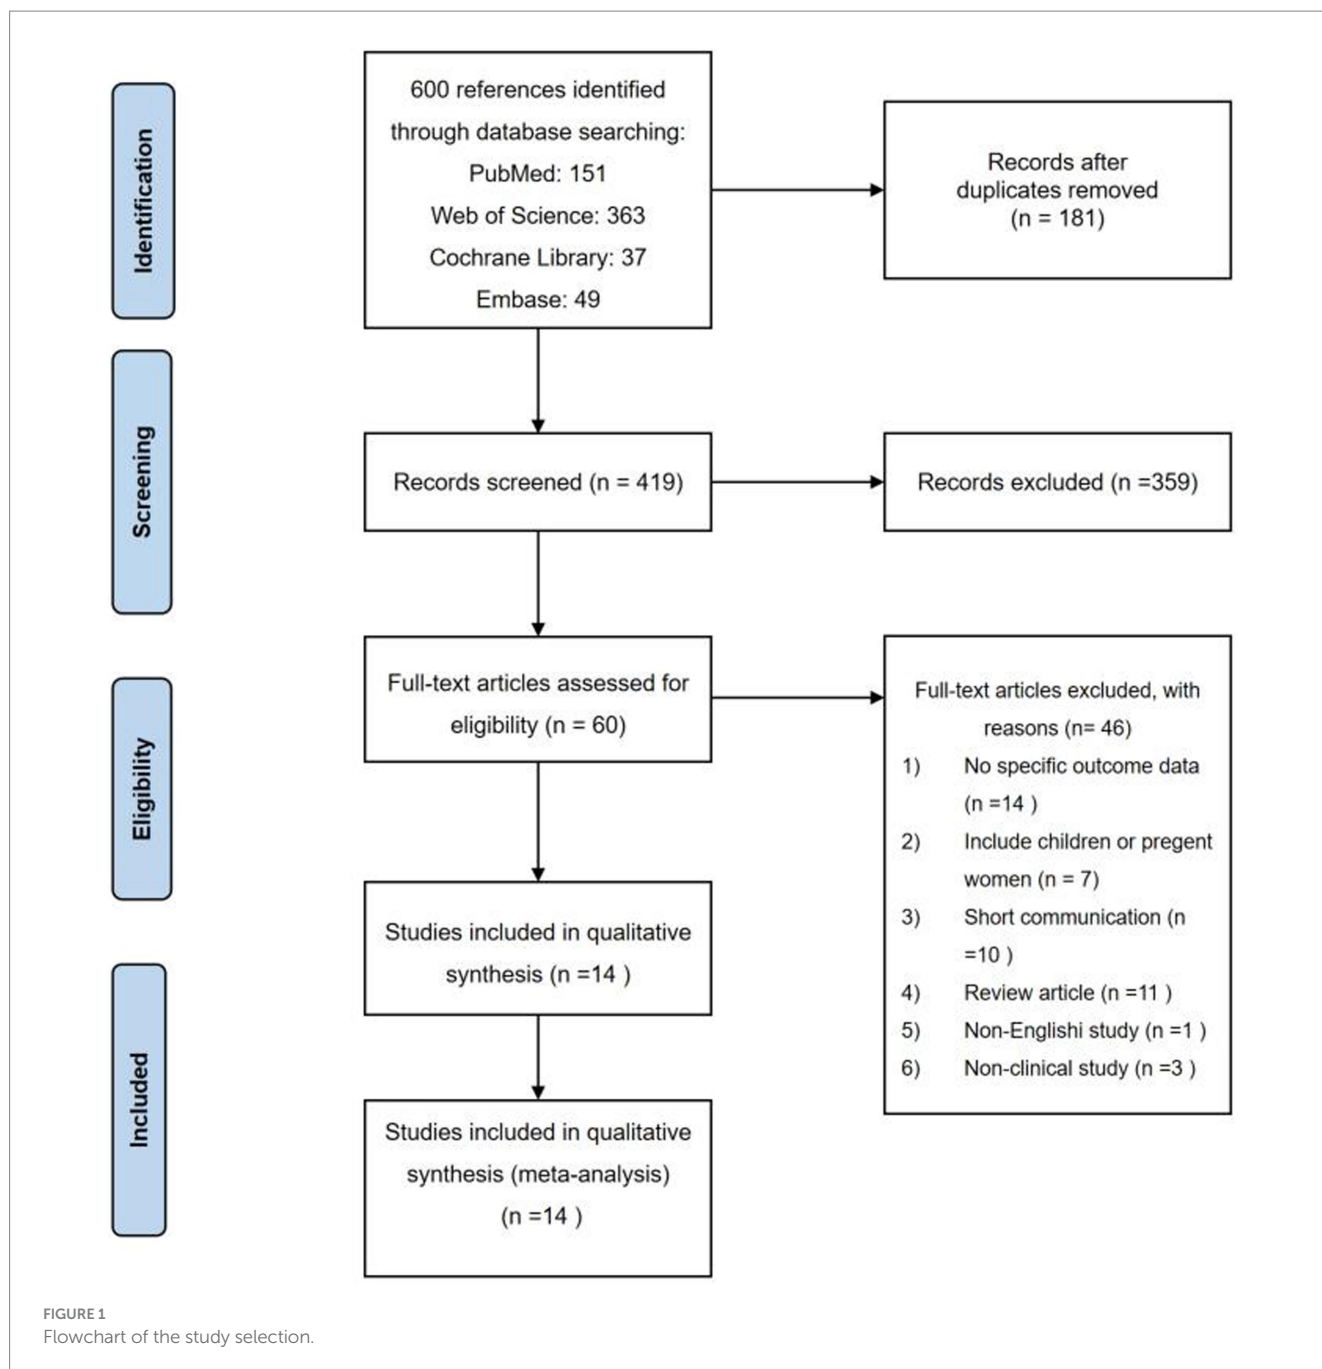 Identification
600 references identified
through database searching:
PubMed: 151
Web of Science: 363
Cochrane Library: 37
Embase: 49
Records after
duplicates removed
(n = 181)
Screening
Records screened (n = 419)
Records excluded (n =359)
Eligibility
Full-text articles assessed for
eligibility (n = 60)
Full-text articles excluded, with
reasons (n= 46)
1) No specific outcome data
(n =14 )
2) Include children or pregent
women (n = 7)
3) Short communication (n
=10 )
4) Review article (n =11 )
5) Non-Englishi study (n =1 )
6) Non-clinical study (n =3 )
Included
Studies included in qualitative
synthesis (n =14 )
Studies included in qualitative
synthesis (meta-analysis)
(n =14 )
FIGURE 1
Flowchart of the study selection.